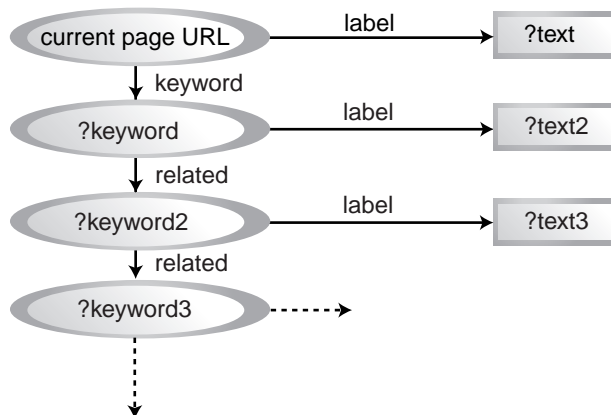 current page URL
label
?text
keyword
?keyword
label
?text2
related
?keyword2
label
?text3
related
?keyword3